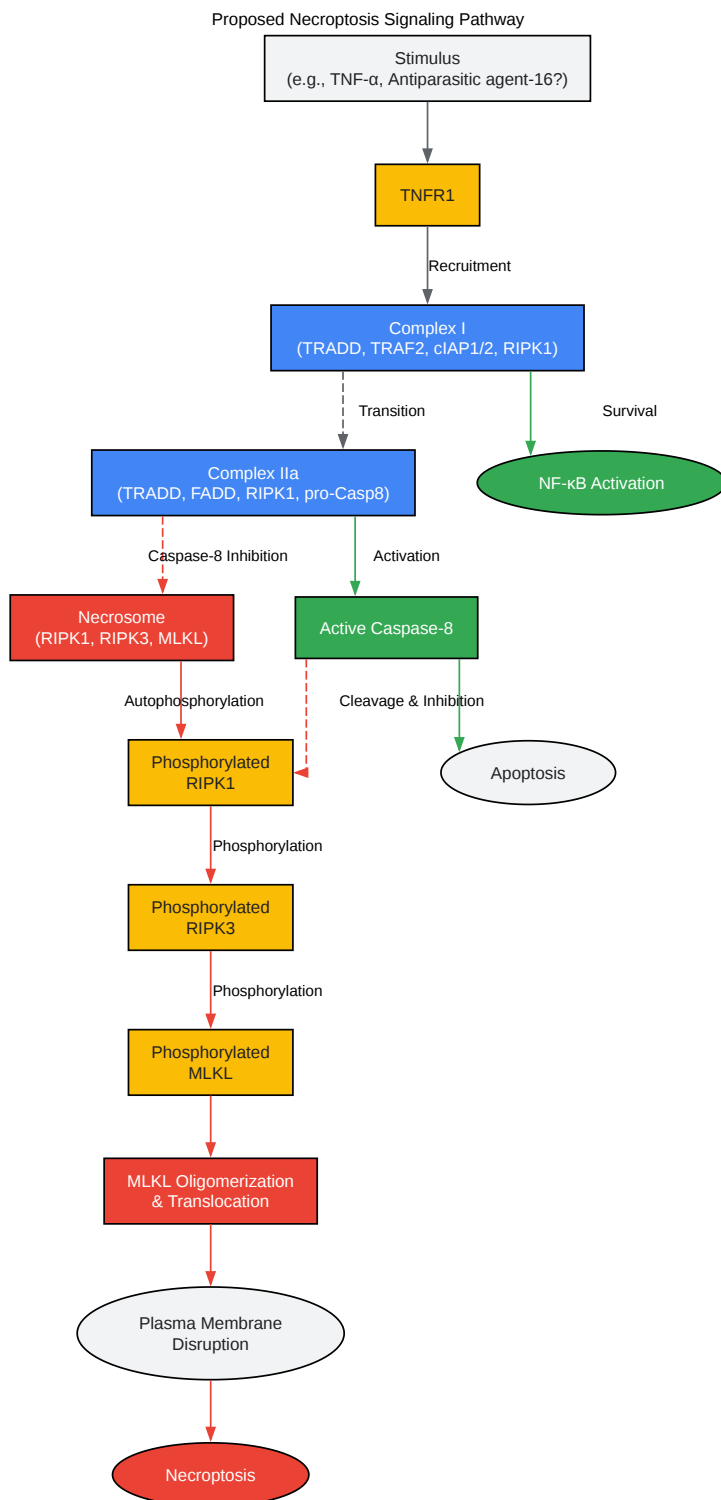 Proposed Necroptosis Signaling Pathway
Stimulus
(e.g., TNF-α, Antiparasitic agent-16?)
TNFR1
Recruitment
Complex I
(TRADD, TRAF2, cIAP1/2, RIPK1)
Transition
Survival
Complex IIa
(TRADD, FADD, RIPK1, pro-Casp8)
NF-κB Activation
Caspase-8 Inhibition
Activation
Necrosome
(RIPK1, RIPK3, MLKL)
Active Caspase-8
Autophosphorylation
Cleavage & Inhibition
Phosphorylated
RIPK1
Apoptosis
Phosphorylation
Phosphorylated
RIPK3
Phosphorylation
Phosphorylated
MLKL
MLKL Oligomerization
& Translocation
Plasma Membrane
Disruption
Necroptosis